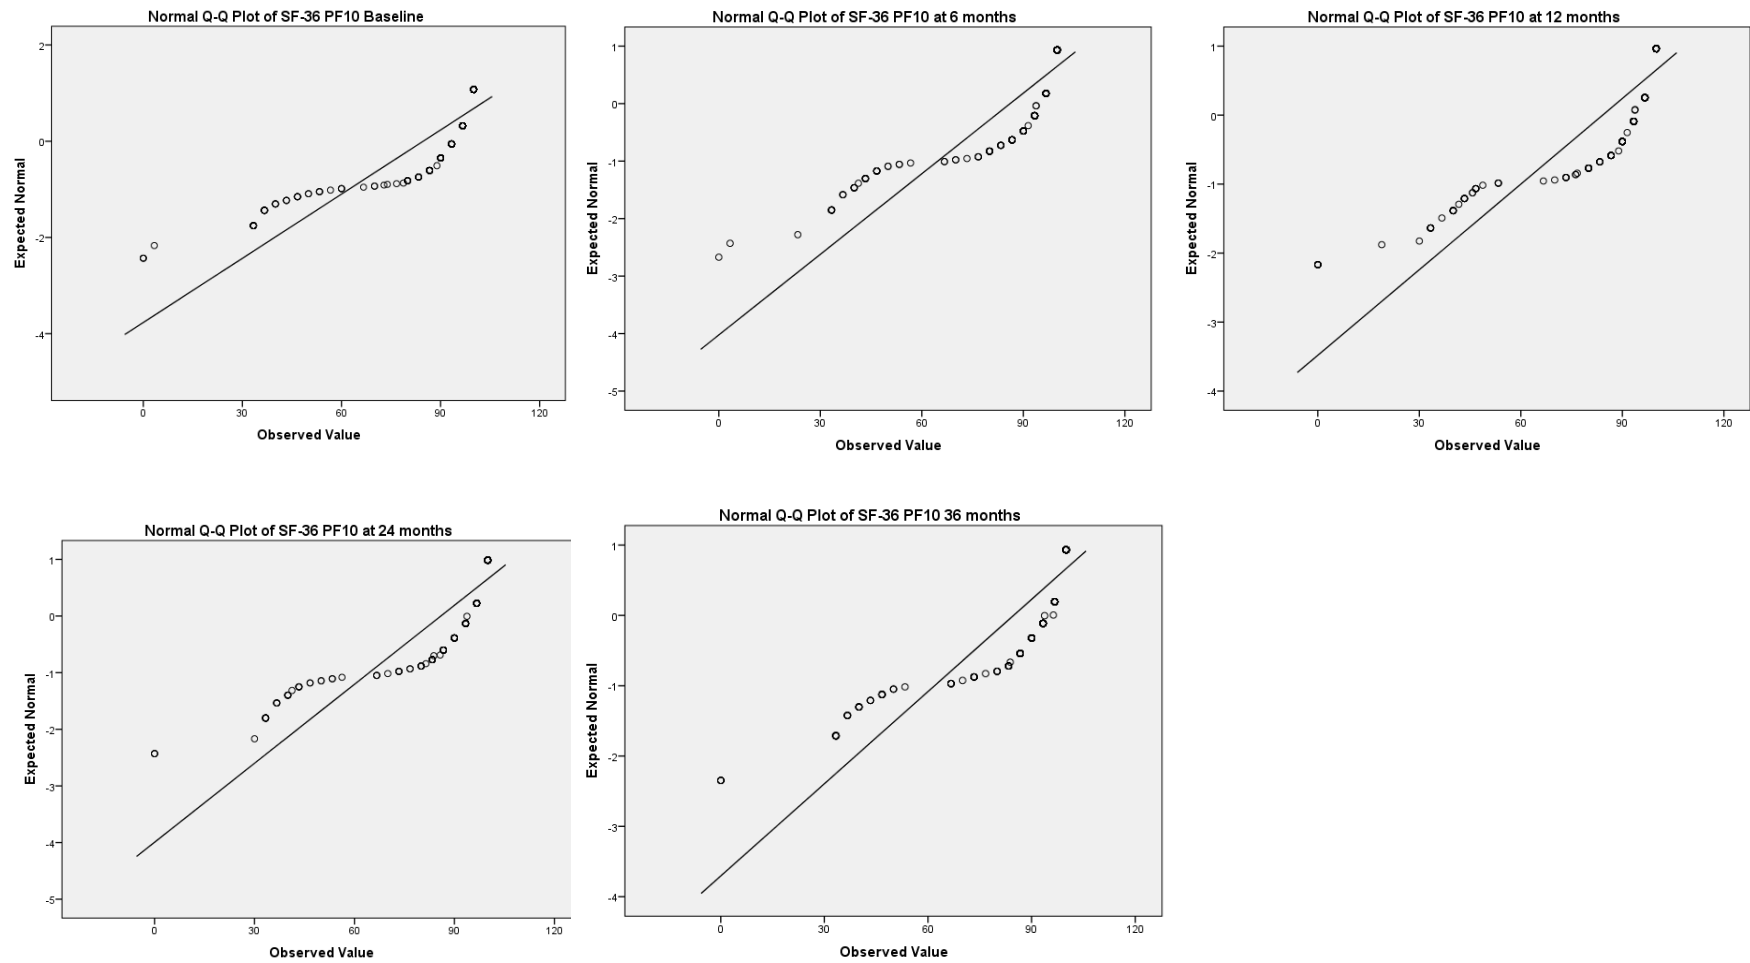 Normal Q-Q Plot of SF-36 PF10 Baseline
2
0
-2
-4
Expected Normal
0 30 60 90 120
Observed Value
Normal Q-Q Plot of SF-36 PF10 at 6 months
1
0
-1
-2
-3
-4
-5
Expected Normal
0 30 60 90 120
Observed Value
Normal Q-Q Plot of SF-36 PF10 at 12 months
1
0
-1
-2
-3
-4
Expected Normal
0 30 60 90 120
Observed Value
Normal Q-Q Plot of SF-36 PF10 at 24 months
1
0
-1
-2
-3
-4
-5
Expected Normal
0 30 60 90 120
Observed Value
Normal Q-Q Plot of SF-36 PF10 36 months
1
0
-1
-2
-3
-4
Expected Normal
0 30 60 90 120
Observed Value